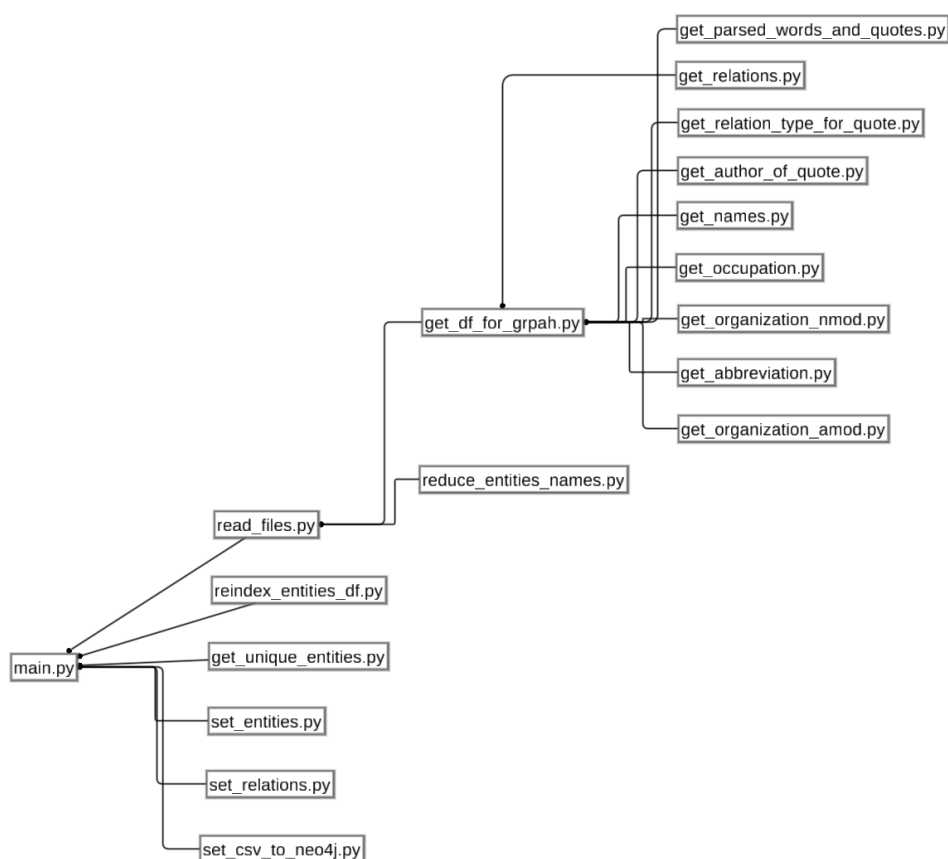 get_parsed_words_and_quotes.py
get_relations.py
get_relation_type_for_quote.py
get_author_of_quote.py
get_names.py
get_occupation.py
get_df_for_grpah.py
get_organization_nmod.py
get_abbreviation.py
get_organization_amod.py
reduce_entities_names.py
read_files.py
reindex_entities_df.py
get_unique_entities.py
main.py
set_entities.py
set_relations.py
set_csv_to_neo4j.py